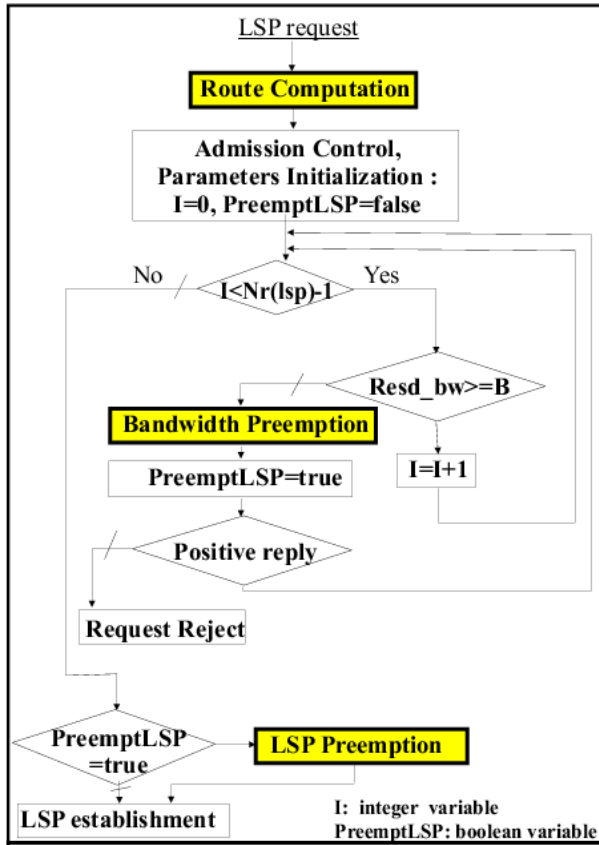 LSP request
Route Computation
Admission Control,
Parameters Initialization :
I=0, PreemptLSP=false
No
I<Nr(lsp)-1
Yes
Resd_bw>=B
Bandwidth Preemption
PreemptLSP=true
I=I+1
Positive reply
Request Reject
PreemptLSP
=true
LSP Preemption
LSP establishment
I: integer variable
PreemptLSP: boolean variable